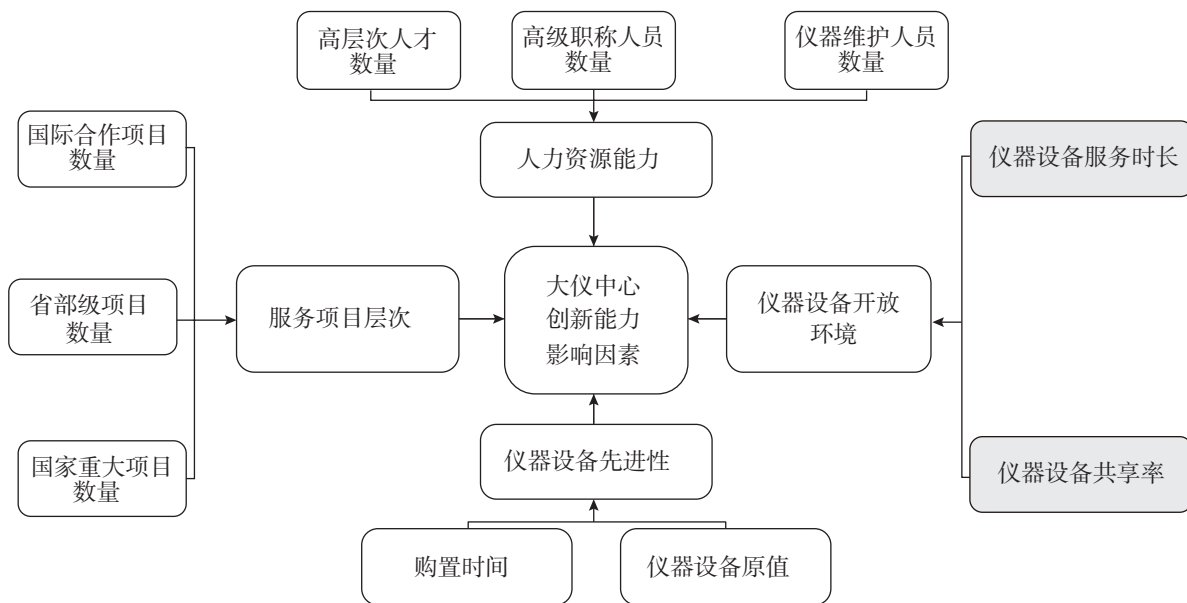 高层次人才
数量
高级职称人员
数量
仪器维护人员
数量
国际合作项目
数量
人力资源能力
仪器设备服务时长
省部级项目
数量
服务项目层次
大仪中心
创新能力
影响因素
仪器设备开放
环境
国家重大项目
数量
仪器设备先进性
仪器设备共享率
购置时间
仪器设备原值